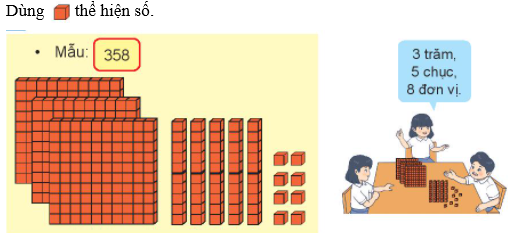 Dùng thể hiện số.
• Mẫu: 358
3 trăm,
5 chục,
8 đơn vị.